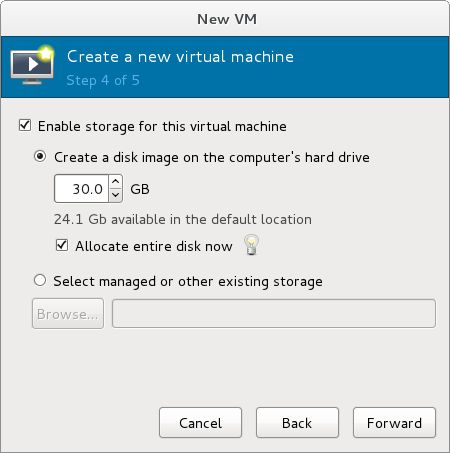 New VM
Create a new virtual machine
Step 4 of 5
Enable storage for this virtual machine
Create a disk image on the computer's hard drive
30.0 GB
24.1 Gb available in the default location
Allocate entire disk now
Select managed or other existing storage
Browse...
Cancel Back Forward